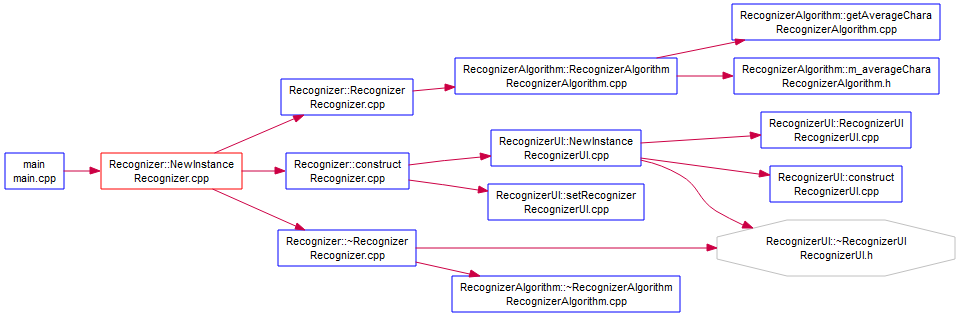 main
main.cpp
Recognizer::NewInstance
Recognizer.cpp
Recognizer::Recognizer
Recognizer.cpp
Recognizer::construct
Recognizer.cpp
Recognizer::~Recognizer
Recognizer.cpp
RecognizerAlgorithm::RecognizerAlgorithm
RecognizerAlgorithm.cpp
RecognizerUI::NewInstance
RecognizerUI.cpp
RecognizerUI::setRecognizer
RecognizerUI.cpp
RecognizerAlgorithm::~RecognizerAlgorithm
RecognizerAlgorithm.cpp
RecognizerAlgorithm::getAverageChara
RecognizerAlgorithm.cpp
RecognizerAlgorithm::m_averageChara
RecognizerAlgorithm.h
RecognizerUI::RecognizerUI
RecognizerUI.cpp
RecognizerUI::construct
RecognizerUI.cpp
RecognizerUI::~RecognizerUI
RecognizerUI.h